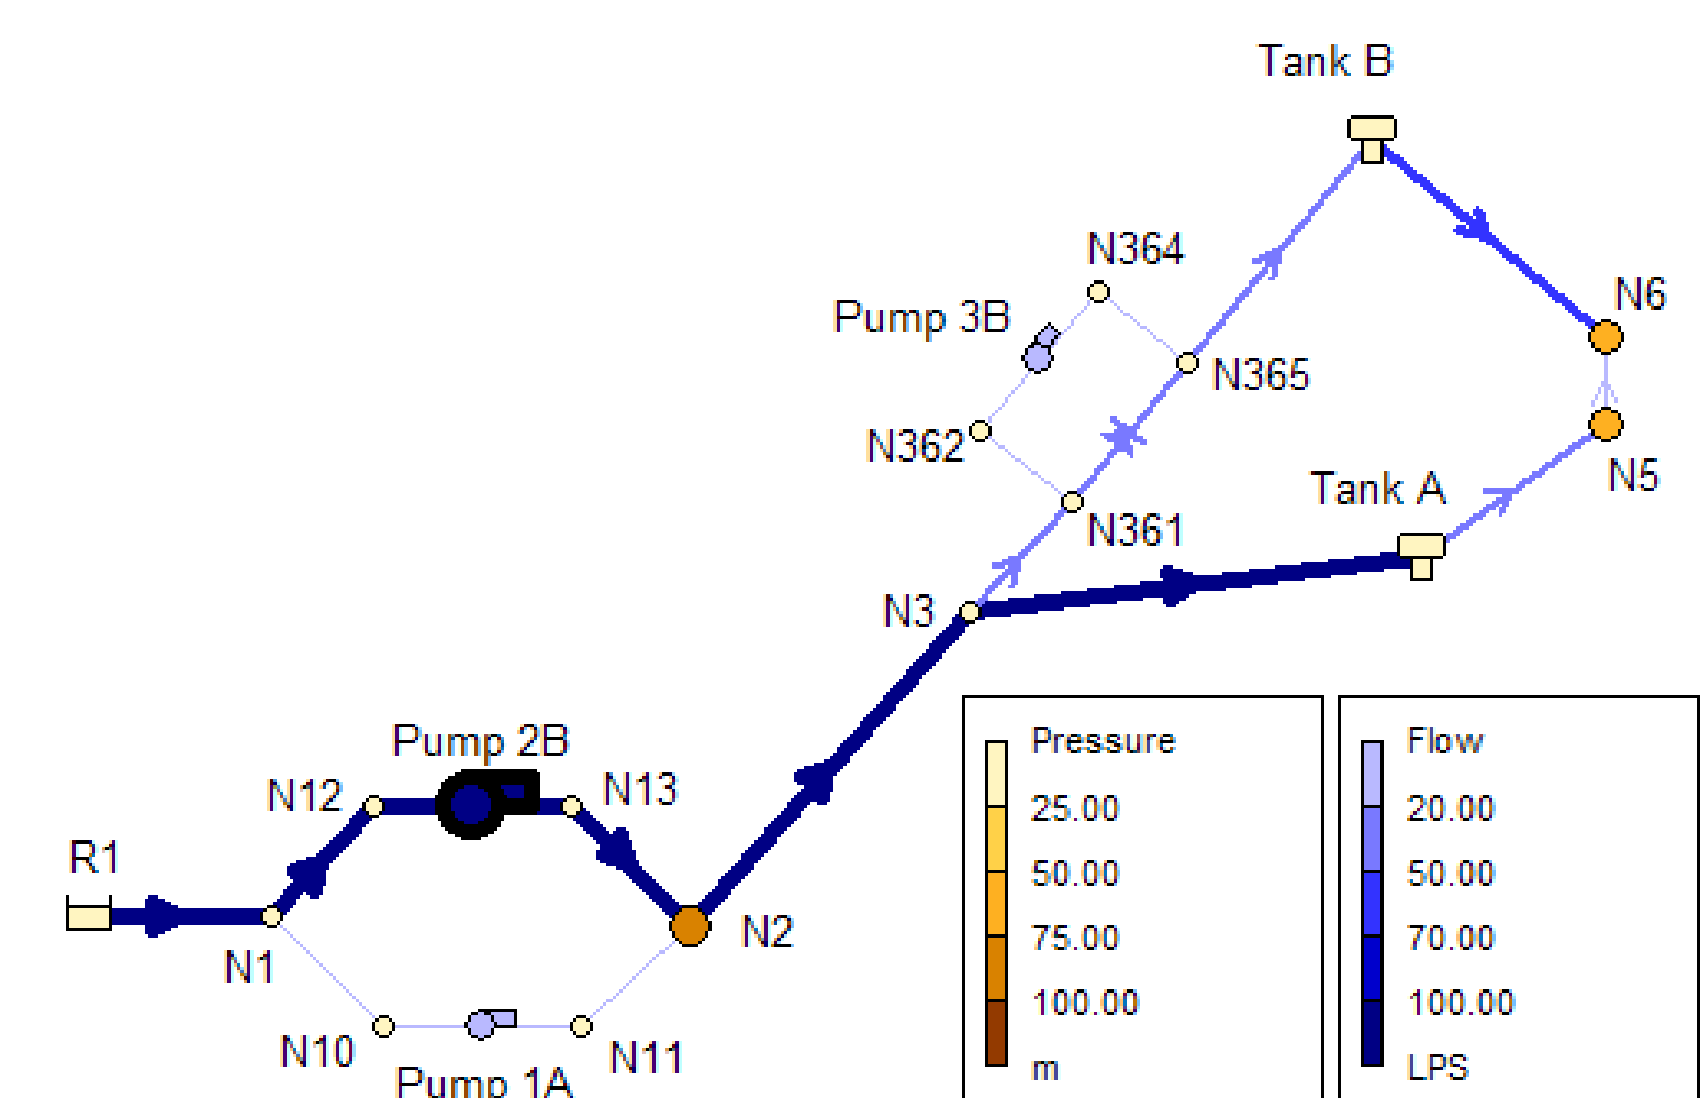 Tank B
N364
Pump 3B
N6
N365
N362
Tank A
N5
N361
N3
Pump 2B
N12
N13
R1
N2
N1
N10
N11
Pump 1A
Pressure
25.00
50.00
75.00
100.00
m
Flow
20.00
50.00
70.00
100.00
LPS